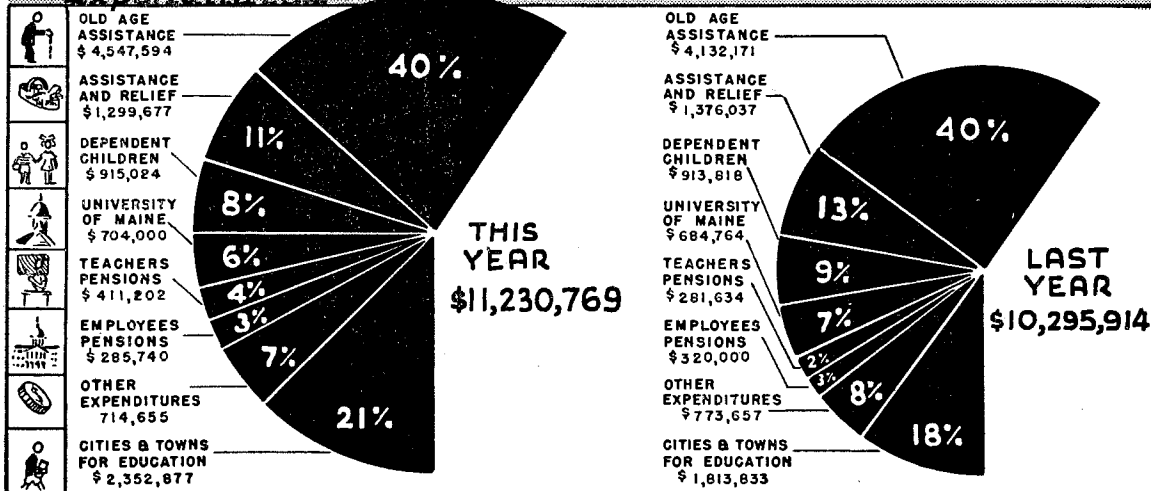 OLD AGE
ASSISTANCE
$4,547,594
ASSISTANCE
AND RELIEF
$1,299,677
DEPENDENT
CHILDREN
$915,024
UNIVERSITY
OF MAINE
$704,000
TEACHERS
PENSIONS
$411,202
EMPLOYEES
PENSIONS
$285,740
OTHER
EXPENDITURES
714,655
CITIES & TOWNS
FOR EDUCATION
$2,352,877
40%
11%
8%
6%
4%
3%
7%
21%
THIS
YEAR
$11,230,769
OLD AGE
ASSISTANCE
$4,132,171
ASSISTANCE
AND RELIEF
$1,376,037
DEPENDENT
CHILDREN
$913,818
UNIVERSITY
OF MAINE
$684,764
TEACHERS
PENSIONS
$281,634
EMPLOYEES
PENSIONS
$320,000
OTHER
EXPENDITURES
$773,657
CITIES & TOWNS
FOR EDUCATION
$1,813,833
40%
13%
9%
7%
2%
3%
8%
18%
LAST
YEAR
$10,295,914